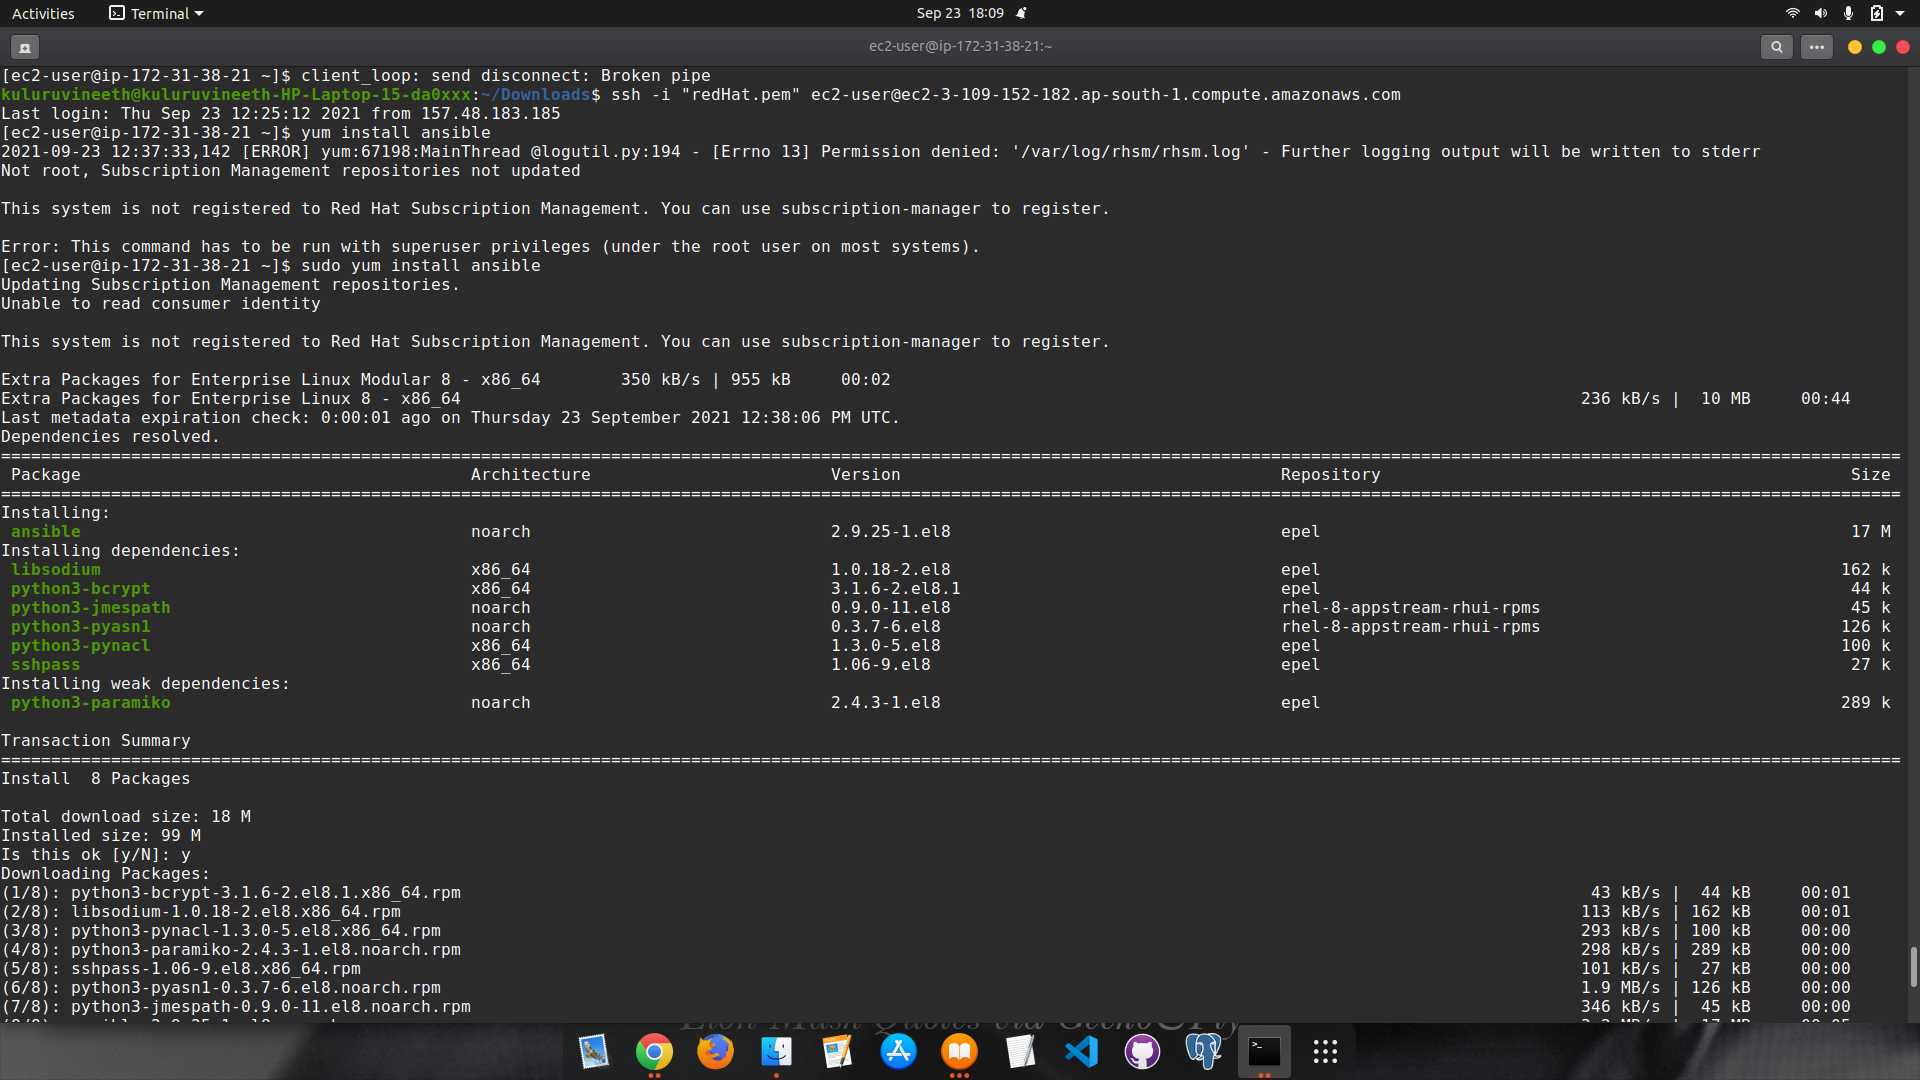 Activities Terminal Sep 23 18:09
ec2-user@ip-172-31-38-21:~
[ec2-user@ip-172-31-38-21 ~]$ client_loop: send disconnect: Broken pipe
kuluruvineeth@kuluruvineeth-HP-Laptop-15-da0xxx:~/Downloads$ ssh -i "redHat.pem" ec2-user@ec2-3-109-152-182.ap-south-1.compute.amazonaws.com
Last login: Thu Sep 23 12:25:12 2021 from 157.48.183.185
[ec2-user@ip-172-31-38-21 ~]$ yum install ansible
2021-09-23 12:37:33,142 [ERROR] yum:67198:MainThread @logutil.py:194 - [Errno 13] Permission denied: '/var/log/rhsm/rhsm.log' - Further logging output will be written to stderr
Not root, Subscription Management repositories not updated
This system is not registered to Red Hat Subscription Management. You can use subscription-manager to register.
Error: This command has to be run with superuser privileges (under the root user on most systems).
[ec2-user@ip-172-31-38-21 ~]$ sudo yum install ansible
Updating Subscription Management repositories.
Unable to read consumer identity
This system is not registered to Red Hat Subscription Management. You can use subscription-manager to register.
Extra Packages for Enterprise Linux Modular 8 - x86_64 350 kB/s | 955 kB 00:02
Extra Packages for Enterprise Linux 8 - x86_64 236 kB/s | 10 MB 00:44
Last metadata expiration check: 0:00:01 ago on Thursday 23 September 2021 12:38:06 PM UTC.
Dependencies resolved.
Package Architecture Version Repository Size
Installing:
ansible noarch 2.9.25-1.el8 epel 17 M
Installing dependencies:
libsodium x86_64 1.0.18-2.el8 epel 162 k
python3-bcrypt x86_64 3.1.6-2.el8.1 epel 44 k
python3-jmespath noarch 0.9.0-11.el8 rhel-8-appstream-rhui-rpms 45 k
python3-pyasn1 noarch 0.3.7-6.el8 rhel-8-appstream-rhui-rpms 126 k
python3-pynacl x86_64 1.3.0-5.el8 epel 100 k
sshpass x86_64 1.06-9.el8 epel 27 k
Installing weak dependencies:
python3-paramiko noarch 2.4.3-1.el8 epel 289 k
Transaction Summary
Install 8 Packages
Total download size: 18 M
Installed size: 99 M
Is this ok [y/N]: y
Downloading Packages:
(1/8): python3-bcrypt-3.1.6-2.el8.1.x86_64.rpm 43 kB/s | 44 kB 00:01
(2/8): libsodium-1.0.18-2.el8.x86_64.rpm 113 kB/s | 162 kB 00:01
(3/8): python3-pynacl-1.3.0-5.el8.x86_64.rpm 293 kB/s | 100 kB 00:00
(4/8): python3-paramiko-2.4.3-1.el8.noarch.rpm 298 kB/s | 289 kB 00:00
(5/8): sshpass-1.06-9.el8.x86_64.rpm 101 kB/s | 27 kB 00:00
(6/8): python3-pyasn1-0.3.7-6.el8.noarch.rpm 1.9 MB/s | 126 kB 00:00
(7/8): python3-jmespath-0.9.0-11.el8.noarch.rpm 346 kB/s | 45 kB 00:00